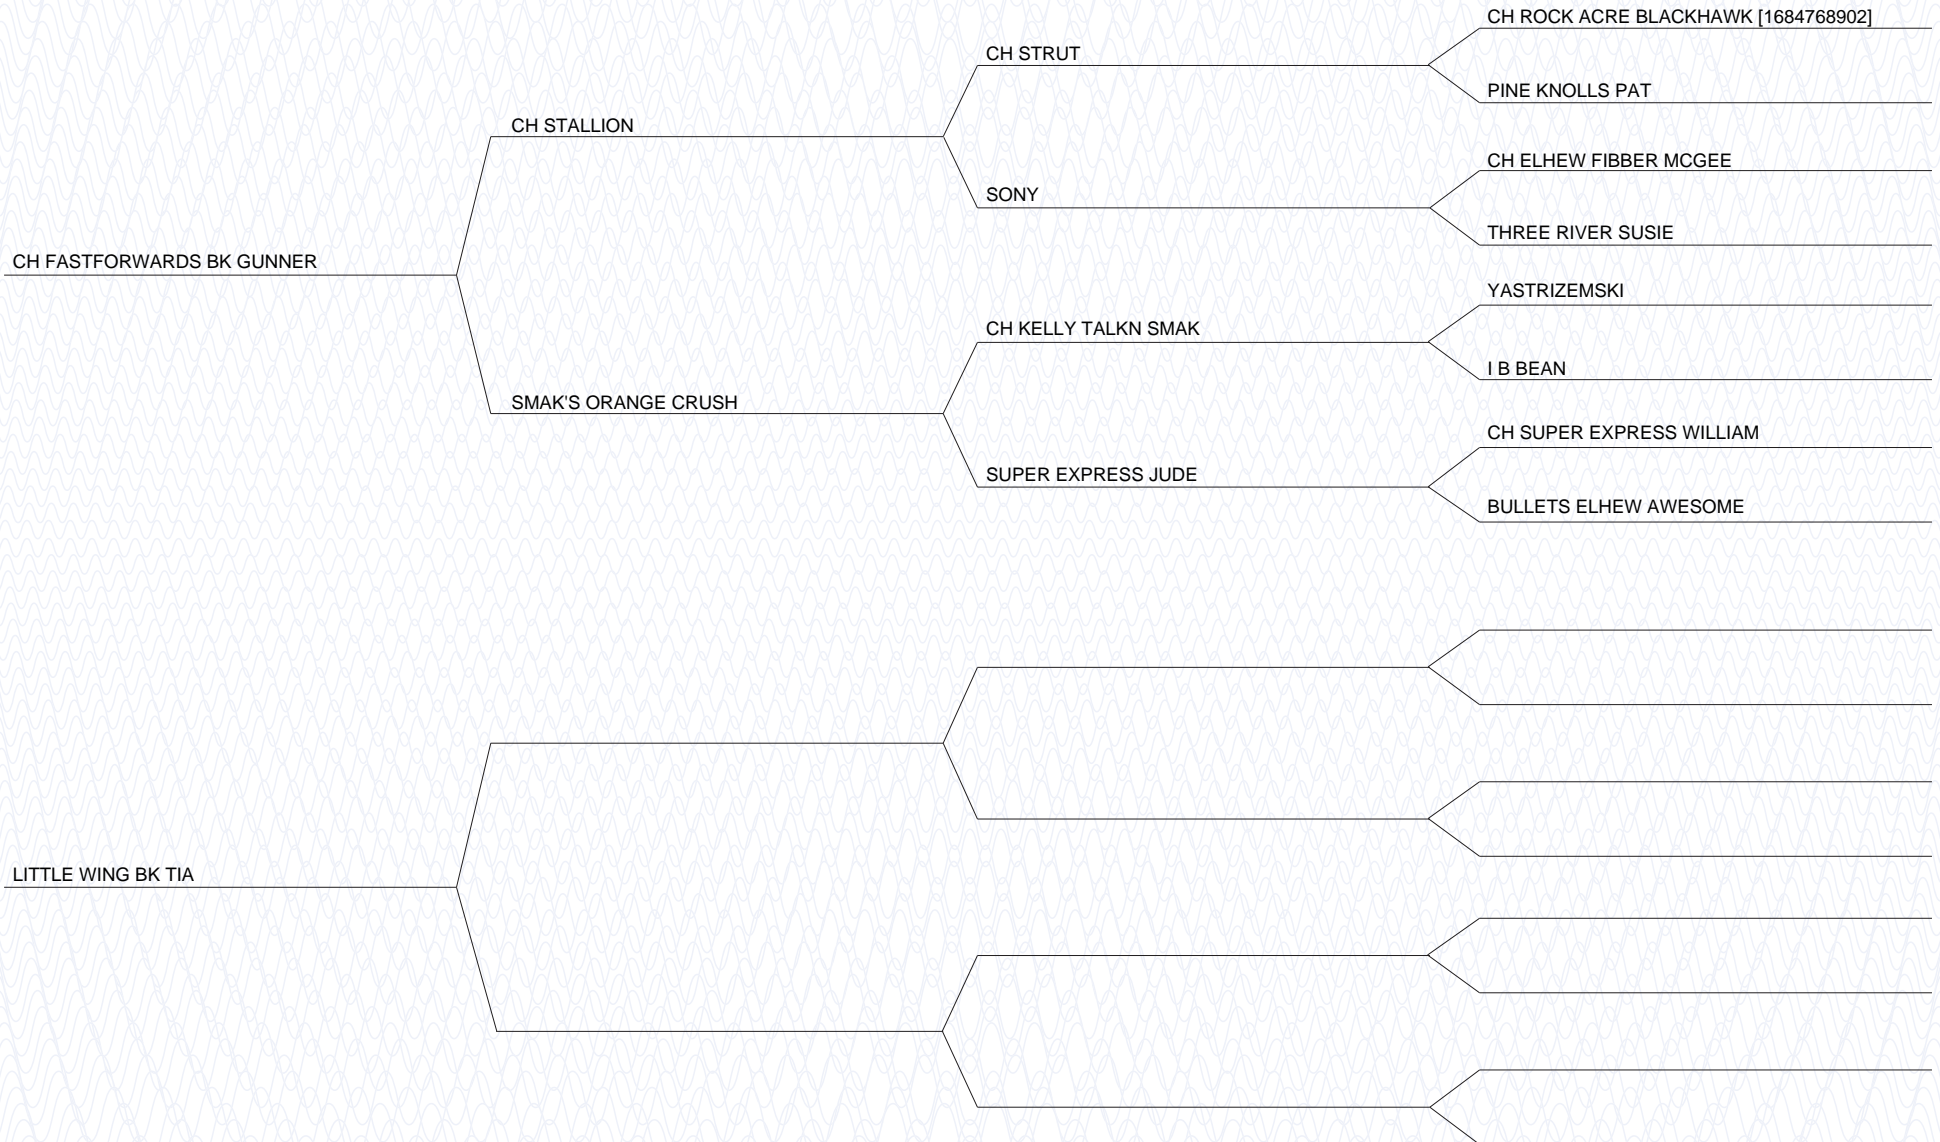 CH ROCK ACRE BLACKHAWK [1684768902]
CH STRUT
PINE KNOLLS PAT
CH STALLION
CH ELHEW FIBBER MCGEE
SONY
THREE RIVER SUSIE
CH FASTFORWARDS BK GUNNER
YASTRIZEMSKI
CH KELLY TALKN SMAK
I B BEAN
SMAK'S ORANGE CRUSH
CH SUPER EXPRESS WILLIAM
SUPER EXPRESS JUDE
BULLETS ELHEW AWESOME
LITTLE WING BK TIA